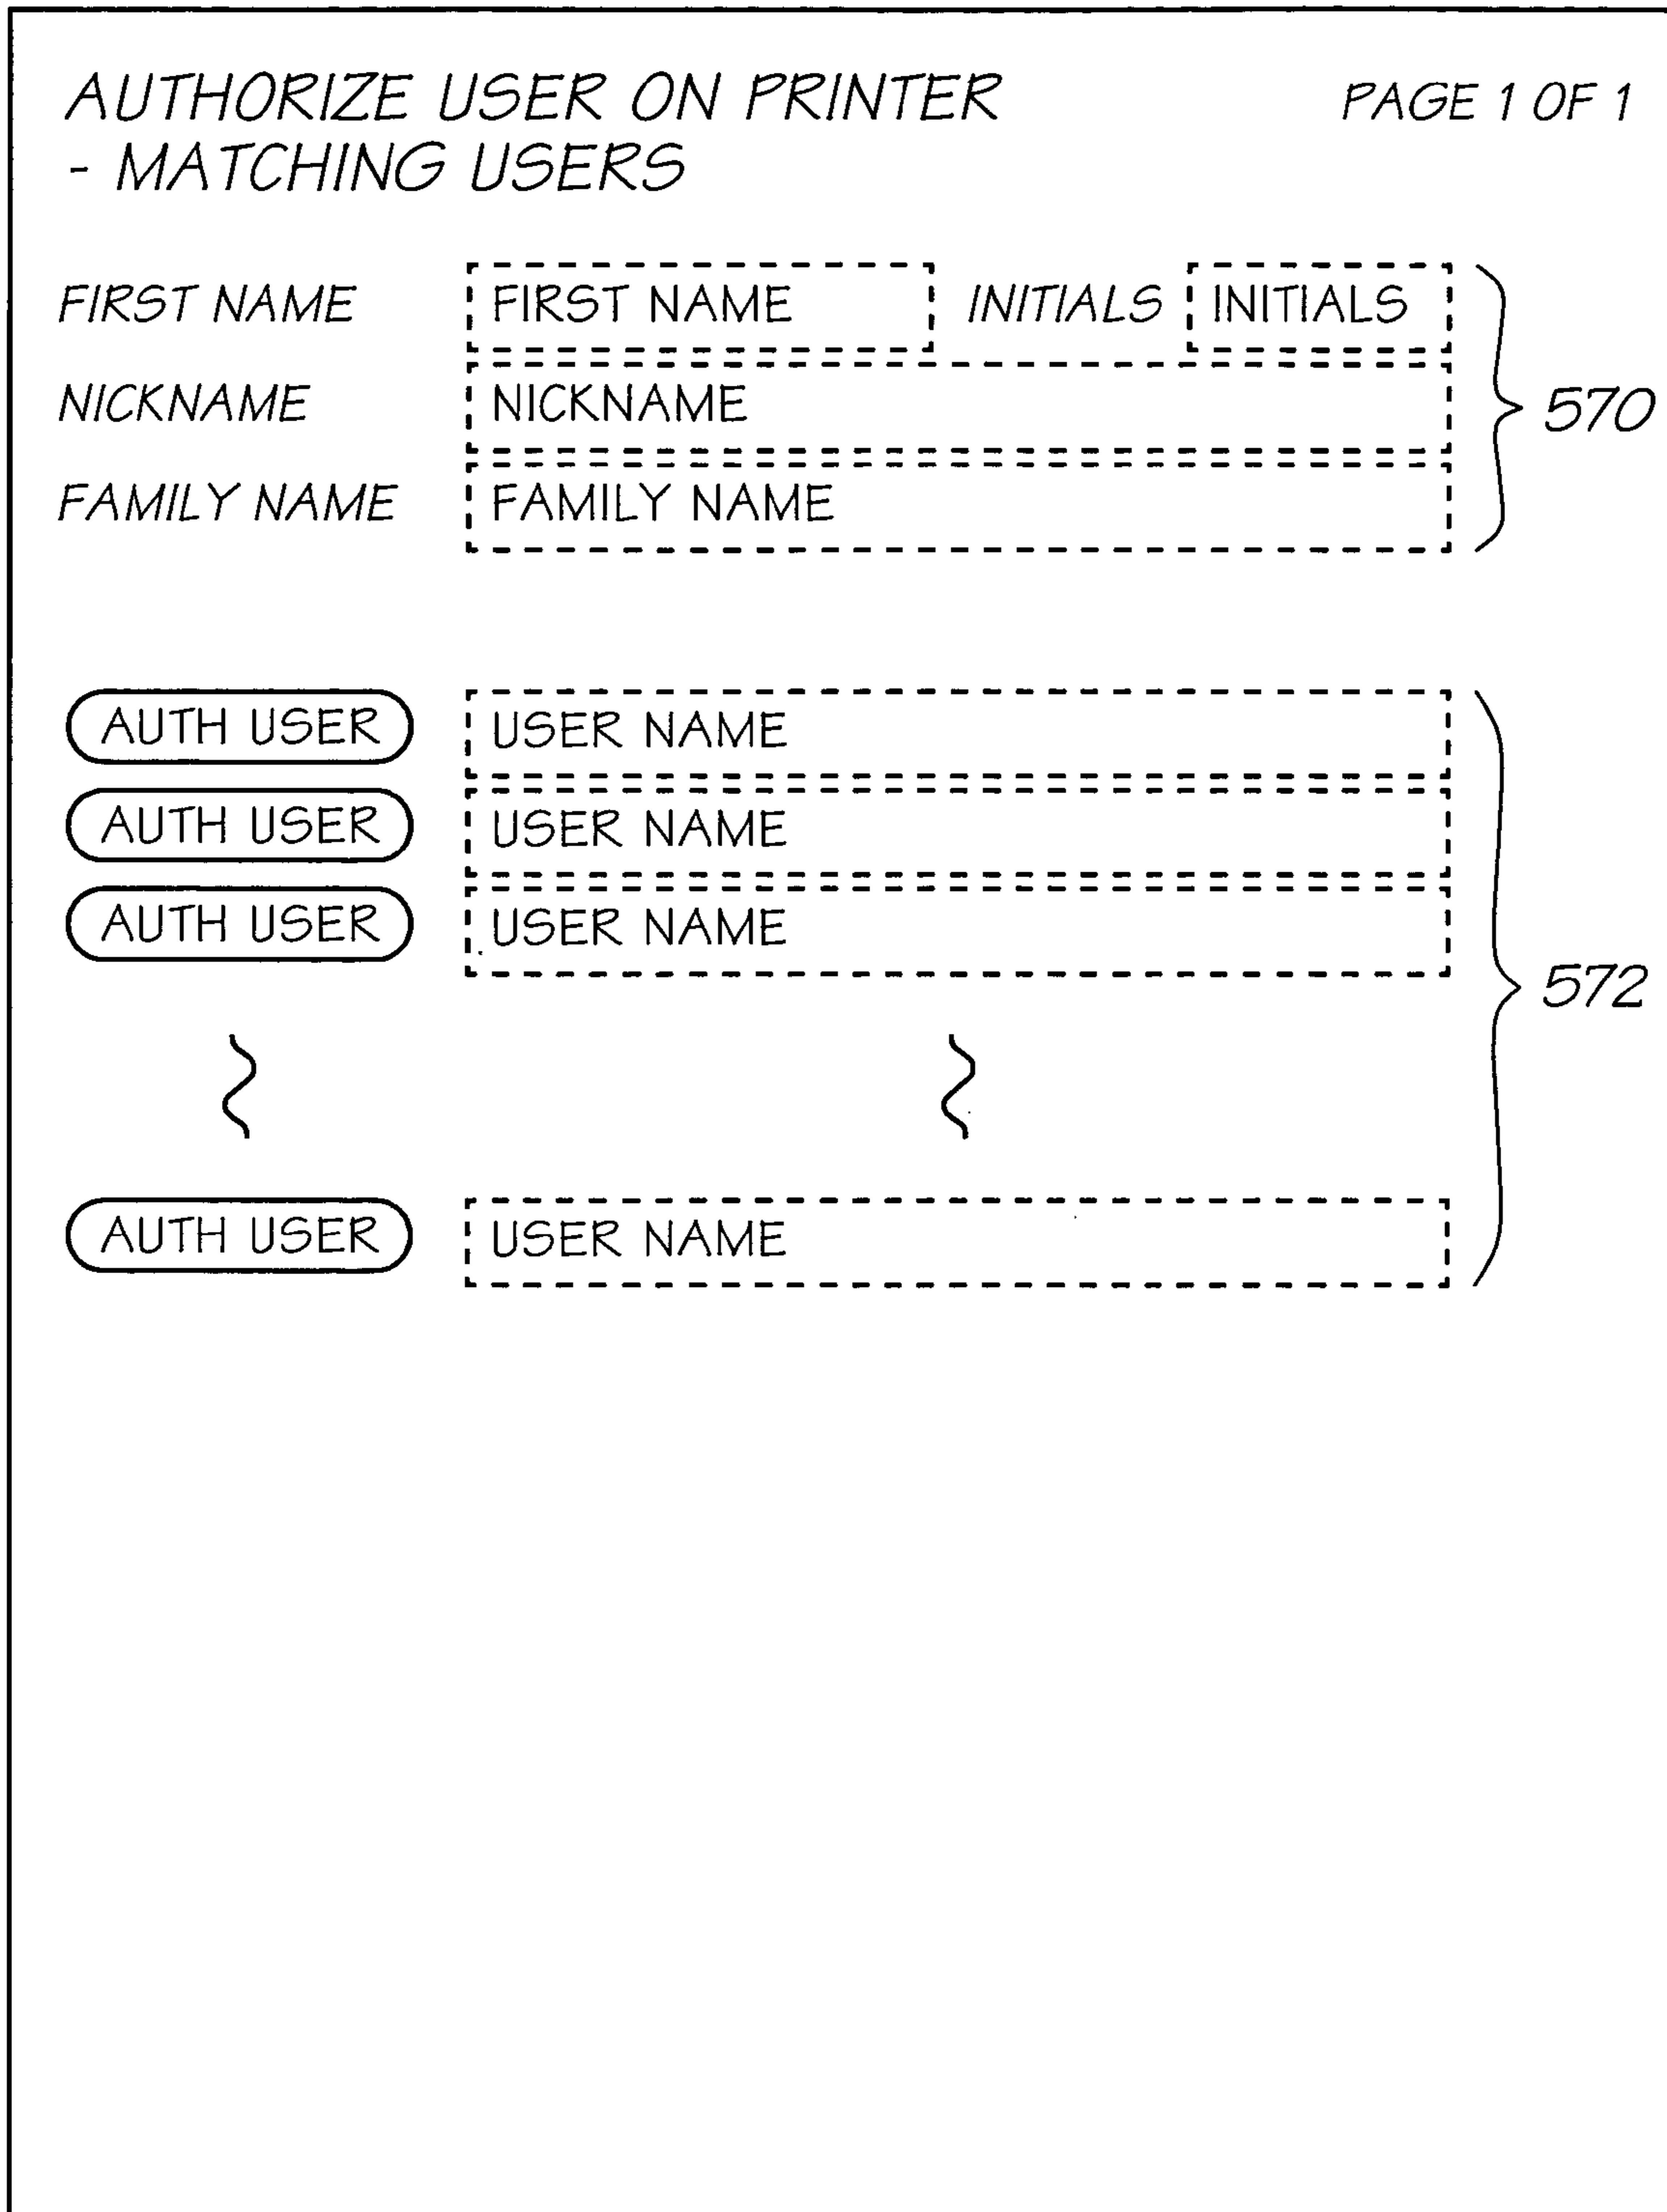 AUTHORIZE USER ON PRINTER PAGE 1 OF 1
- MATCHING USERS
FIRST NAME FIRST NAME INITIALS INITIALS
NICKNAME NICKNAME
570
FAMILY NAME FAMILY NAME
AUTH USER USER NAME
AUTH USER USER NAME
AUTH USER USER NAME
572
AUTH USER USER NAME